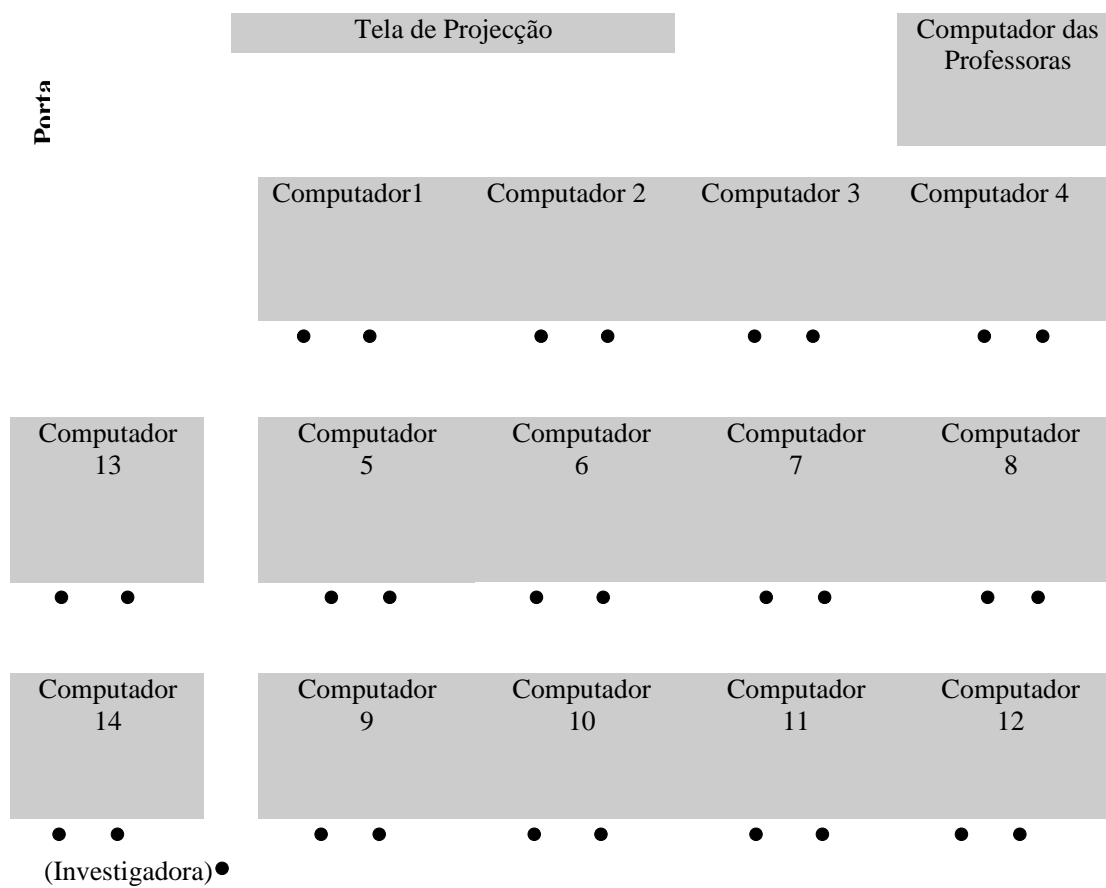 Tela de Projecção
Computador das
Professoras
Porta
Computador1
Computador 2
Computador 3
Computador 4
Computador
13
Computador
5
Computador
6
Computador
7
Computador
8
Computador
14
Computador
9
Computador
10
Computador
11
Computador
12
(Investigadora)